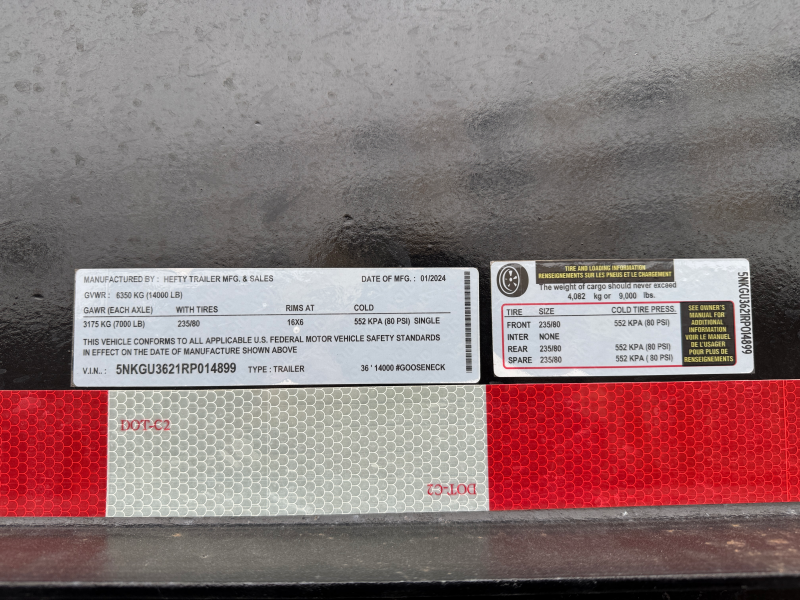 MANUFACTURED BY : HEFTY TRAILER MFG. & SALES DATE OF MFG. : 01/2024
GVWR : 6350 KG (14000 LB)
GAWR (EACH AXLE) WITH TIRES RIMS AT COLD
3175 KG (7000 LB) 235/80 16X6 552 KPA (80 PSI) SINGLE
THIS VEHICLE CONFORMS TO ALL APPLICABLE U.S. FEDERAL MOTOR VEHICLE SAFETY STANDARDS
IN EFFECT ON THE DATE OF MANUFACTURE SHOWN ABOVE
V.I.N.. : 5NKGU3621RP014899 TYPE : TRAILER 36 ' 14000 #GOOSENECK
TIRE AND LOADING INFORMATION
RENSEIGNEMENTS SUR LES PNEUS ET LE CHARGEMENT
The weight of cargo should never exceed
4,082 kg or 9,000 lbs.
TIRE SIZE COLD TIRE PRESS.
FRONT 235/80 552 KPA (80 PSI)
INTER NONE
REAR 235/80 552 KPA ( 80 PSI)
SPARE 235/80 552 KPA ( 80 PSI)
SEE OWNER'S
MANUAL FOR
ADDITIONAL
INFORMATION
VOIR LE MANUEL
DE L'USAGER
POUR PLUS DE
RENSEIGNEMENTS
5NKGU3621RP014899
DOT-C2
DOT-C2